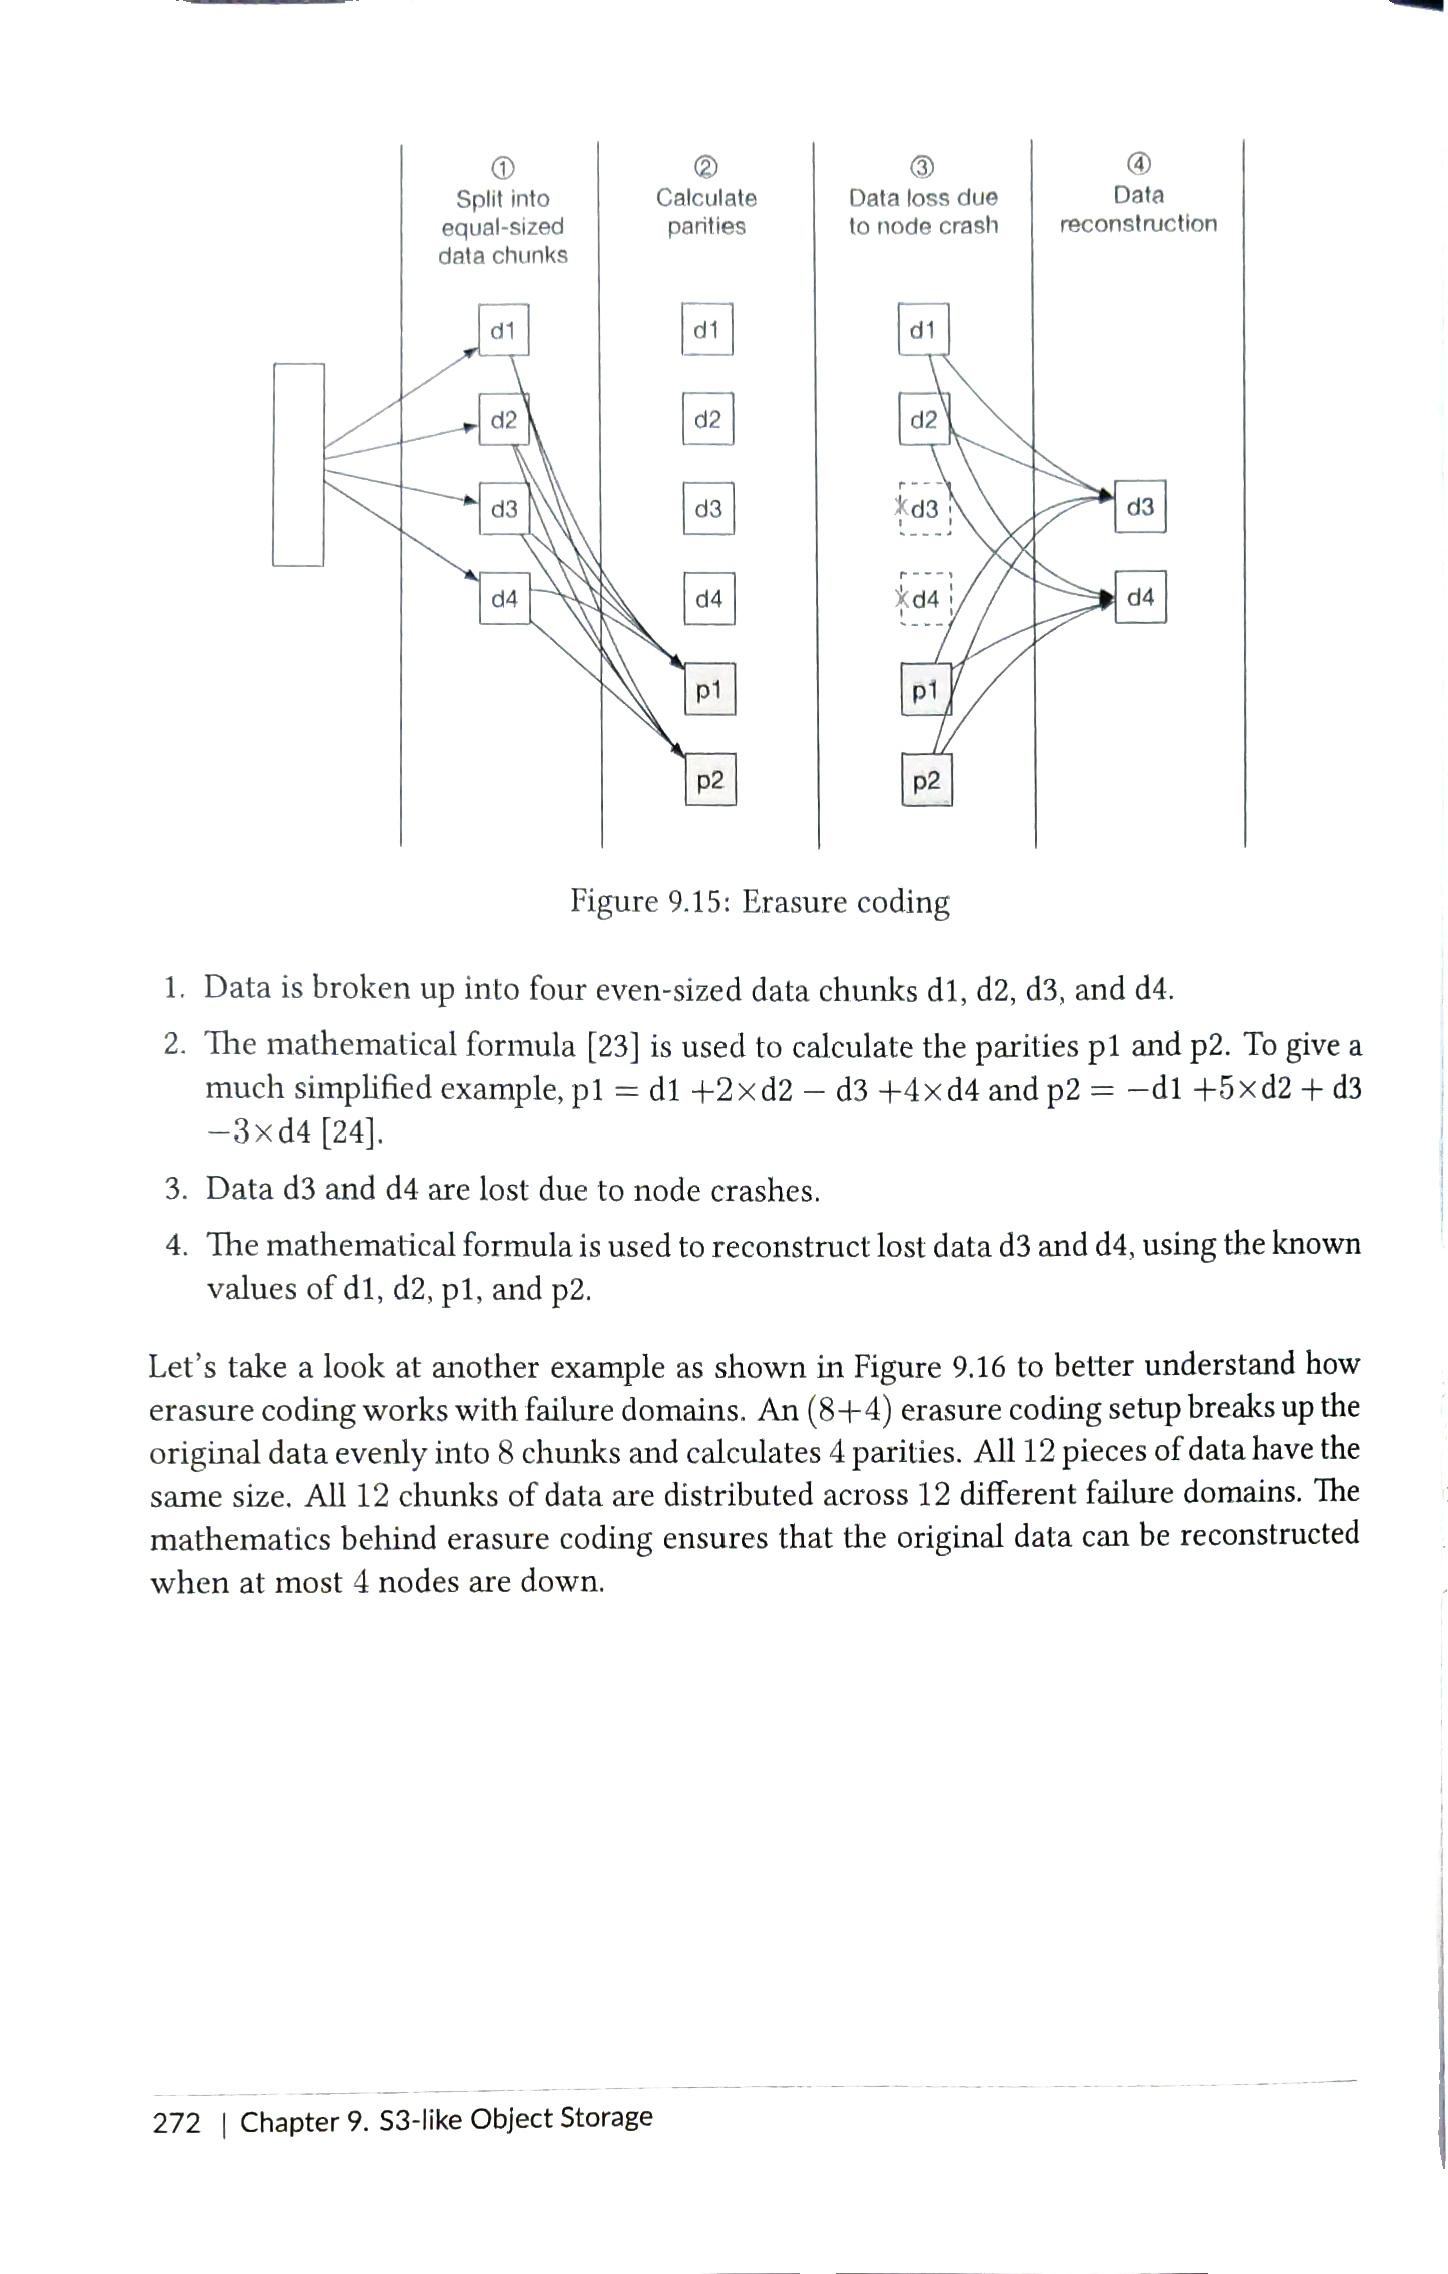 ①
Split into
equal-sized
data chunks
②
Calculate
parities
③
Data loss due
to node crash
④
Data
reconstruction
d1
d2
d3
d4
d1
d2
d3
d4
p1
p2
d1
d2
d3
d4
p1
p2
d3
d4
Figure 9.15: Erasure coding
1. Data is broken up into four even-sized data chunks d1, d2, d3, and d4.
2. The mathematical formula [23] is used to calculate the parities p1 and p2. To give a
much simplified example, p1 = d1 +2×d2 − d3 +4×d4 and p2 = −d1 +5×d2 + d3
−3×d4 [24].
3. Data d3 and d4 are lost due to node crashes.
4. The mathematical formula is used to reconstruct lost data d3 and d4, using the known
values of d1, d2, p1, and p2.
Let's take a look at another example as shown in Figure 9.16 to better understand how
erasure coding works with failure domains. An (8+4) erasure coding setup breaks up the
original data evenly into 8 chunks and calculates 4 parities. All 12 pieces of data have the
same size. All 12 chunks of data are distributed across 12 different failure domains. The
mathematics behind erasure coding ensures that the original data can be reconstructed
when at most 4 nodes are down.
272 | Chapter 9. S3-like Object Storage